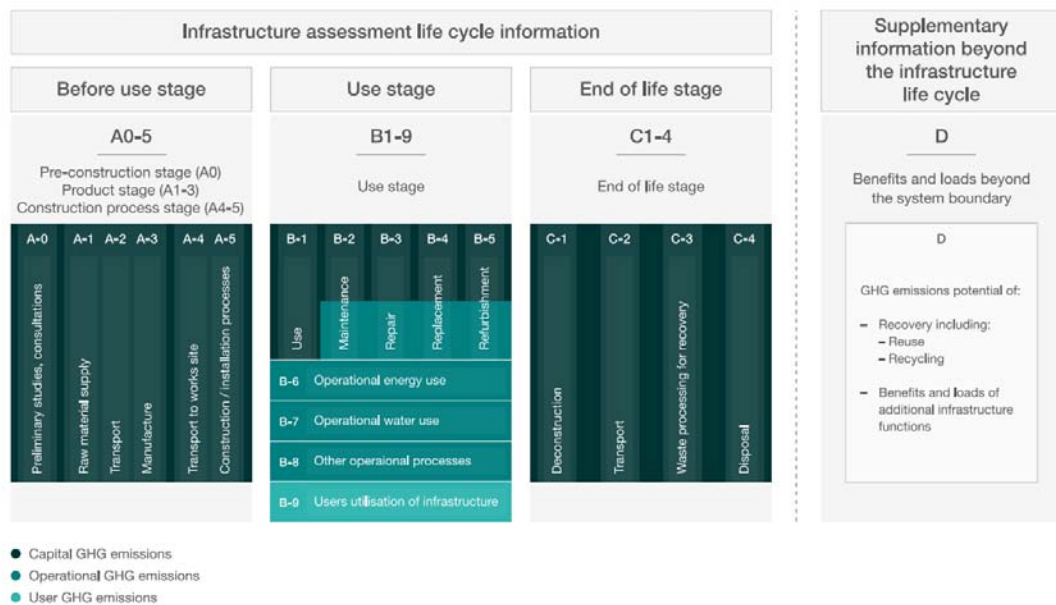 Infrastructure assessment life cycle information
Before use stage
A0-5
Pre-construction stage (A0)
Product stage (A1-3)
Construction process stage (A4-5)
A-0
A-1
A-2
A-3
A-4
A-5
Preliminary studies, consultations
Raw material supply
Transport
Manufacture
Transport to works site
Construction / installation processes
Use stage
B1-9
Use stage
B-1
B-2
B-3
B-4
B-5
Use
Maintenance
Repair
Replacement
Refurbishment
B-6 Operational energy use
B-7 Operational water use
B-8 Other operaional processes
B-9 Users utilisation of infrastructure
End of life stage
C1-4
End of life stage
C-1
C-2
C-3
C-4
Deconstruction
Transport
Waste processing for recovery
Disposal
Supplementary
information beyond
the infrastructure
life cycle
D
Benefits and loads beyond
the system boundary
D
GHG emissions potential of:
– Recovery including:
– Reuse
– Recycling
– Benefits and loads of
additional infrastructure
functions
Capital GHG emissions
Operational GHG emissions
User GHG emissions